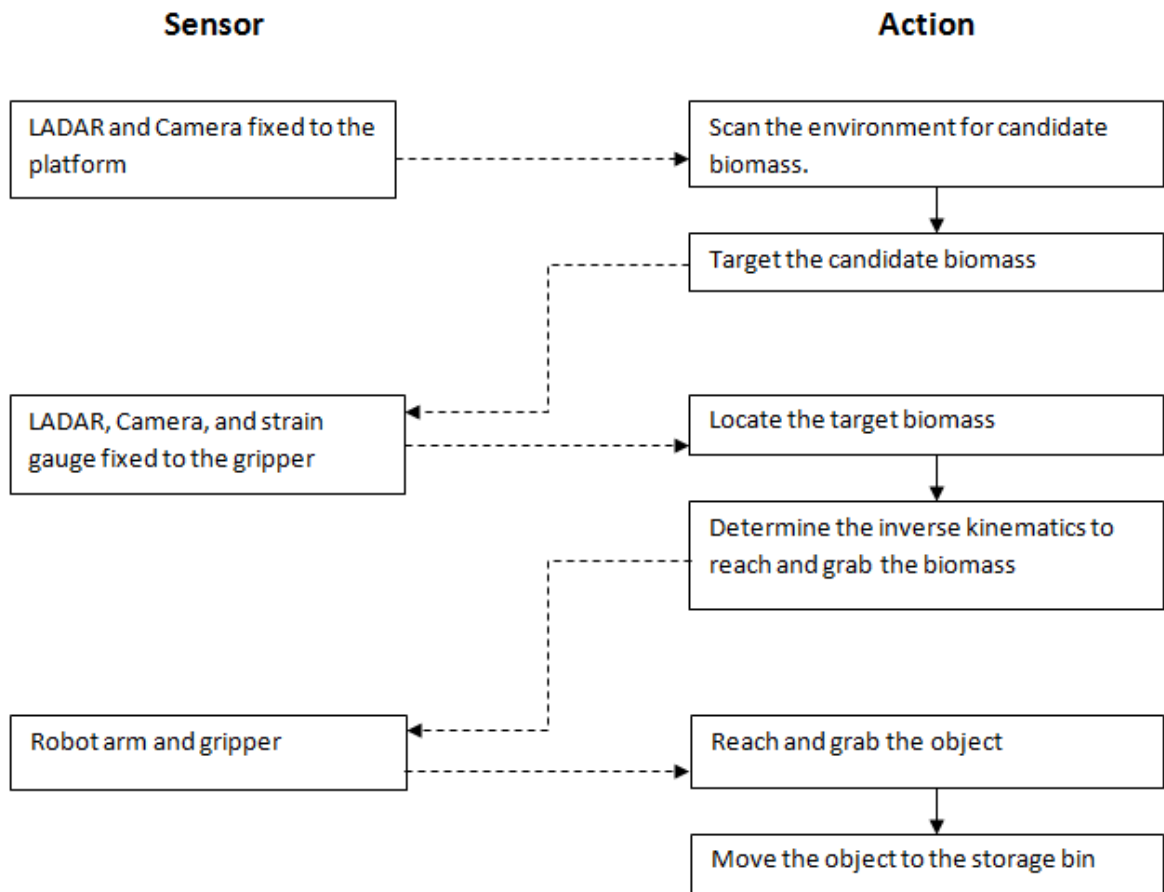 Sensor
Action
LADAR and Camera fixed to the
platform
Scan the environment for candidate
biomass.
Target the candidate biomass
LADAR, Camera, and strain
gauge fixed to the gripper
Locate the target biomass
Determine the inverse kinematics to
reach and grab the biomass
Robot arm and gripper
Reach and grab the object
Move the object to the storage bin